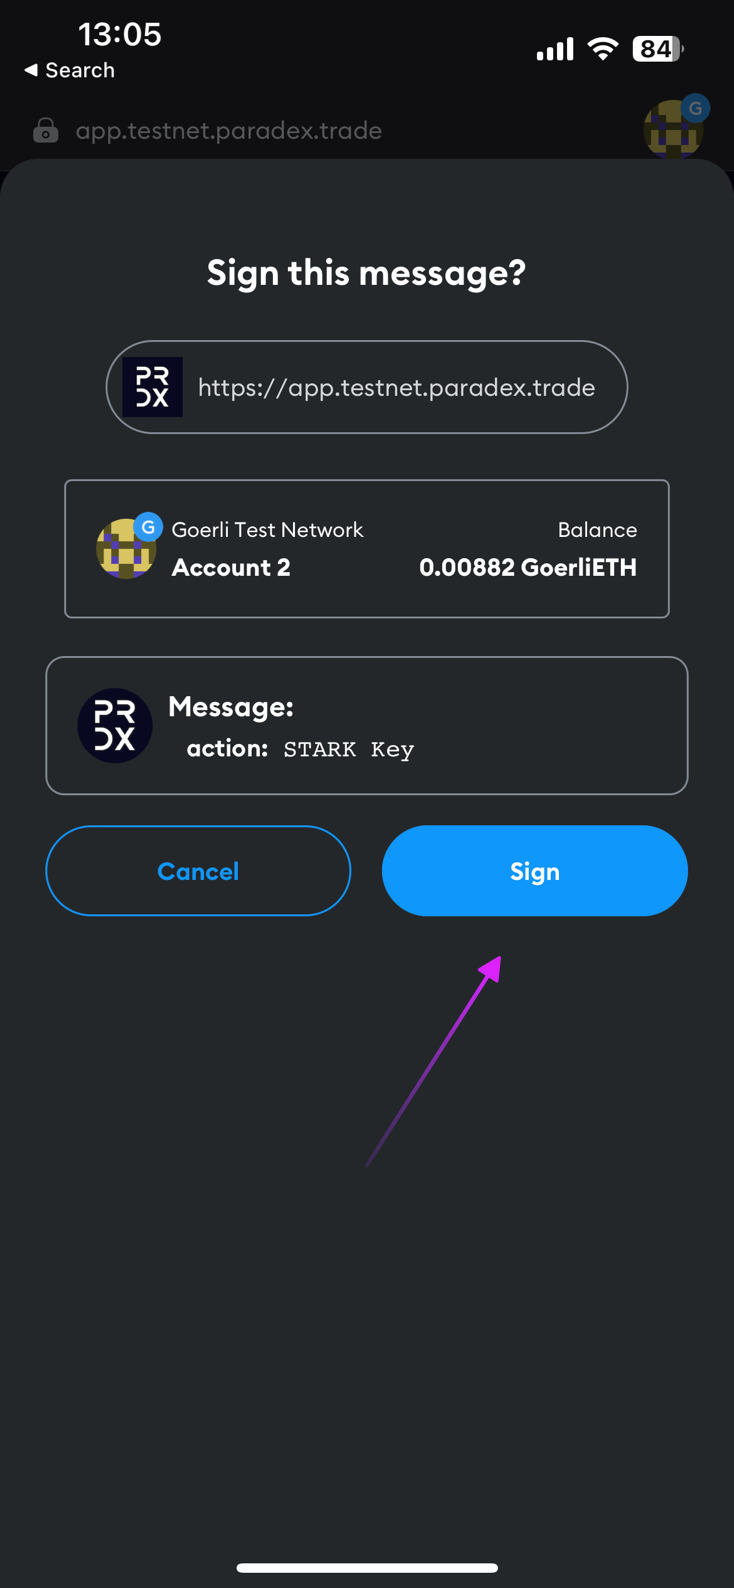 13:05
84
◀ Search
app.testnet.paradex.trade
G
Sign this message?
PR
DX
https://app.testnet.paradex.trade
G
Goerli Test Network
Balance
Account 2
0.00882 GoerliETH
PR
DX
Message:
action: STARK Key
Cancel
Sign